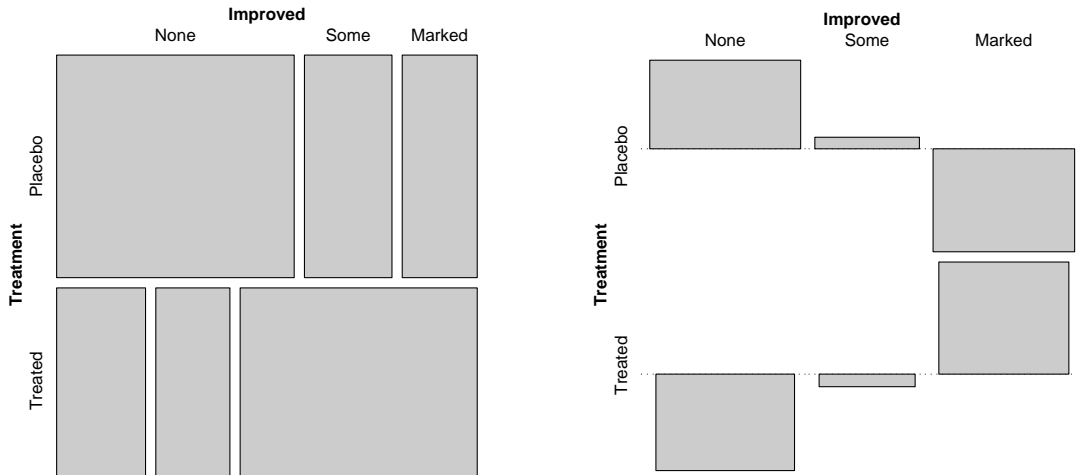 Improved
None Some Marked
Treatment
Placebo
Treated
Improved
None Some Marked
Treatment
Placebo
Treated